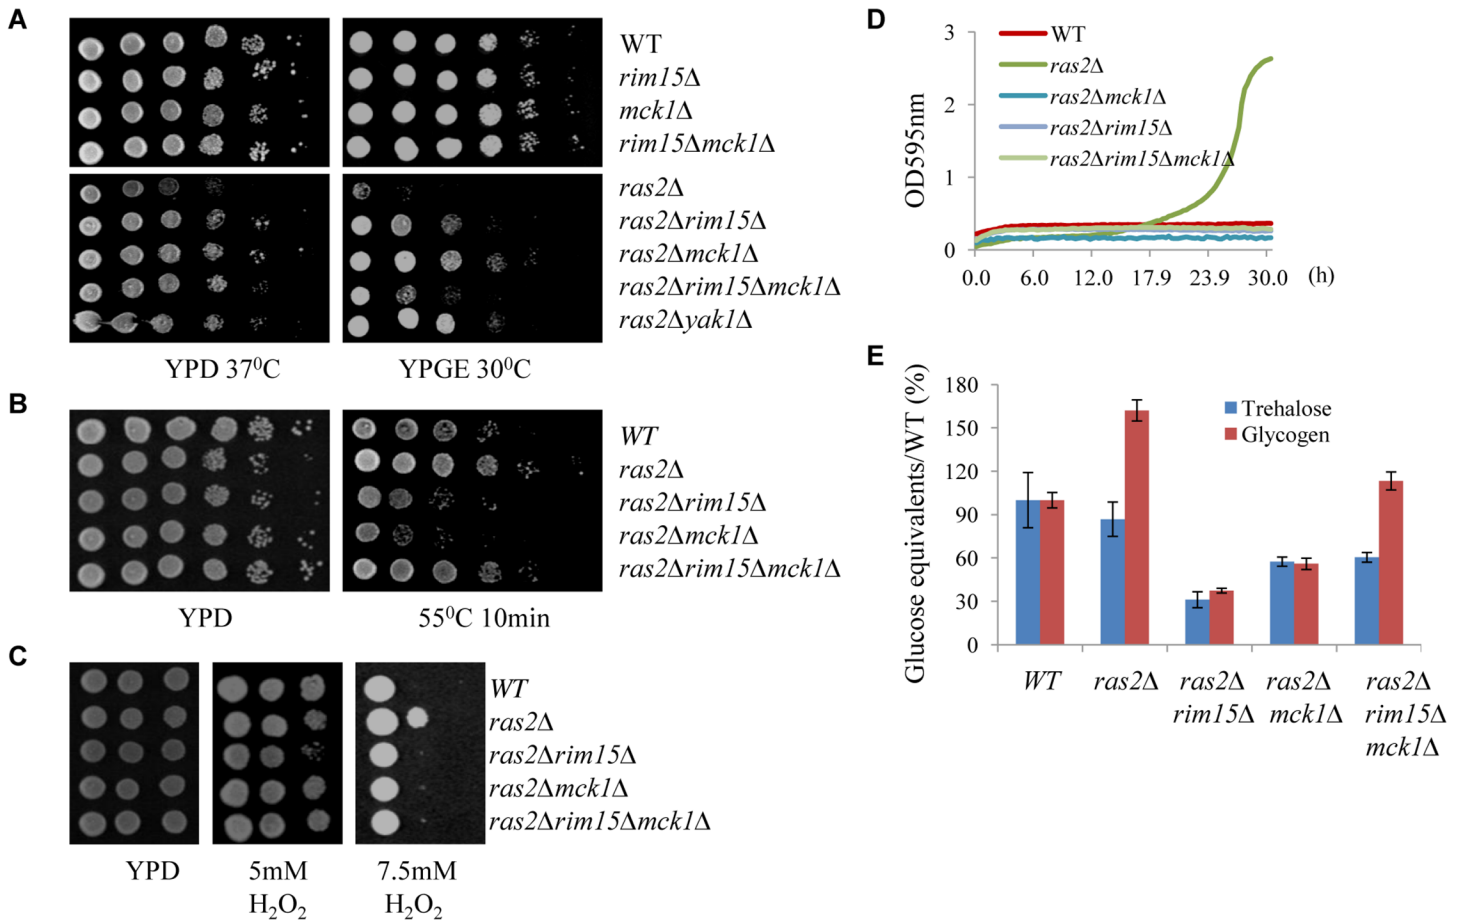 A
WT
rim15Δ
mck1Δ
rim15Δmck1Δ
ras2Δ
ras2Δrim15Δ
ras2Δmck1Δ
ras2Δrim15Δmck1Δ
ras2Δyak1Δ
YPD 37⁰C
YPGE 30⁰C
B
WT
ras2Δ
ras2Δrim15Δ
ras2Δmck1Δ
ras2Δrim15Δmck1Δ
YPD
55⁰C 10min
C
WT
ras2Δ
ras2Δrim15Δ
ras2Δmck1Δ
ras2Δrim15Δmck1Δ
YPD
5mM
H₂O₂
7.5mM
H₂O₂
D
OD595nm
3
2
1
0
WT
ras2Δ
ras2Δmck1Δ
ras2Δrim15Δ
ras2Δrim15Δmck1Δ
0.0 6.0 12.0 17.9 23.9 30.0 (h)
E
Glucose equivalents/WT (%)
180
150
120
90
60
30
0
Trehalose
Glycogen
WT
ras2Δ
ras2Δ
rim15Δ
ras2Δ
mck1Δ
ras2Δ
rim15Δ
mck1Δ